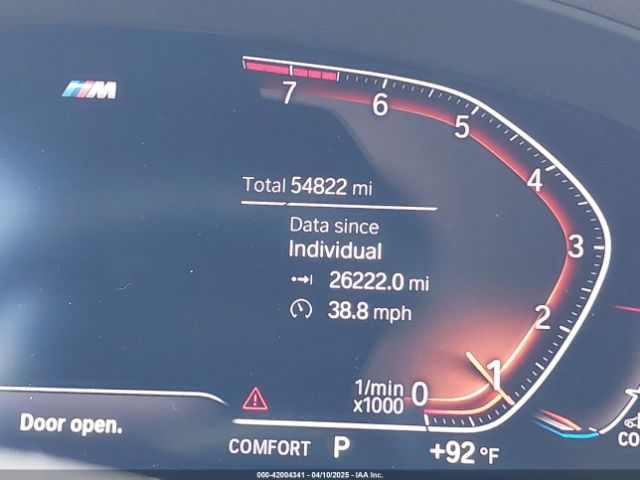 M
7
6
5
4
3
2
1
Total 54822 mi
Data since
Individual
26222.0 mi
38.8 mph
1/min
x1000
0
Door open.
COMFORT P +92 °F
CO
000-42004341 - 04/10/2025 - IAA Inc.